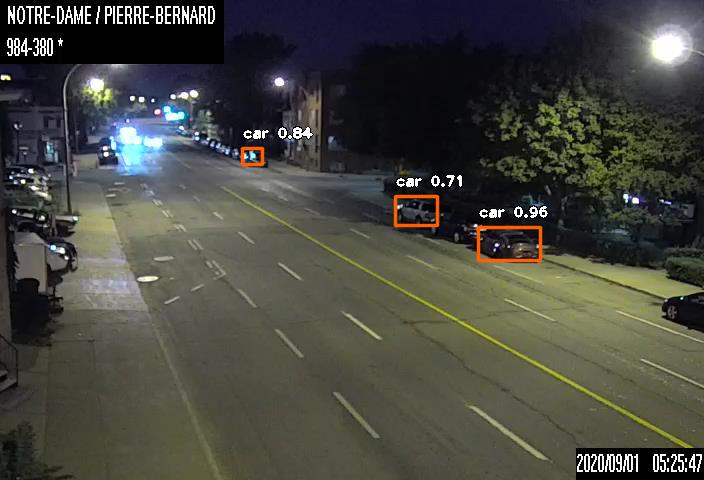 NOTRE-DAME / PIERRE-BERNARD
984-380 *
car 0.84
car 0.71
car 0.96
2020/09/01 05:25:47